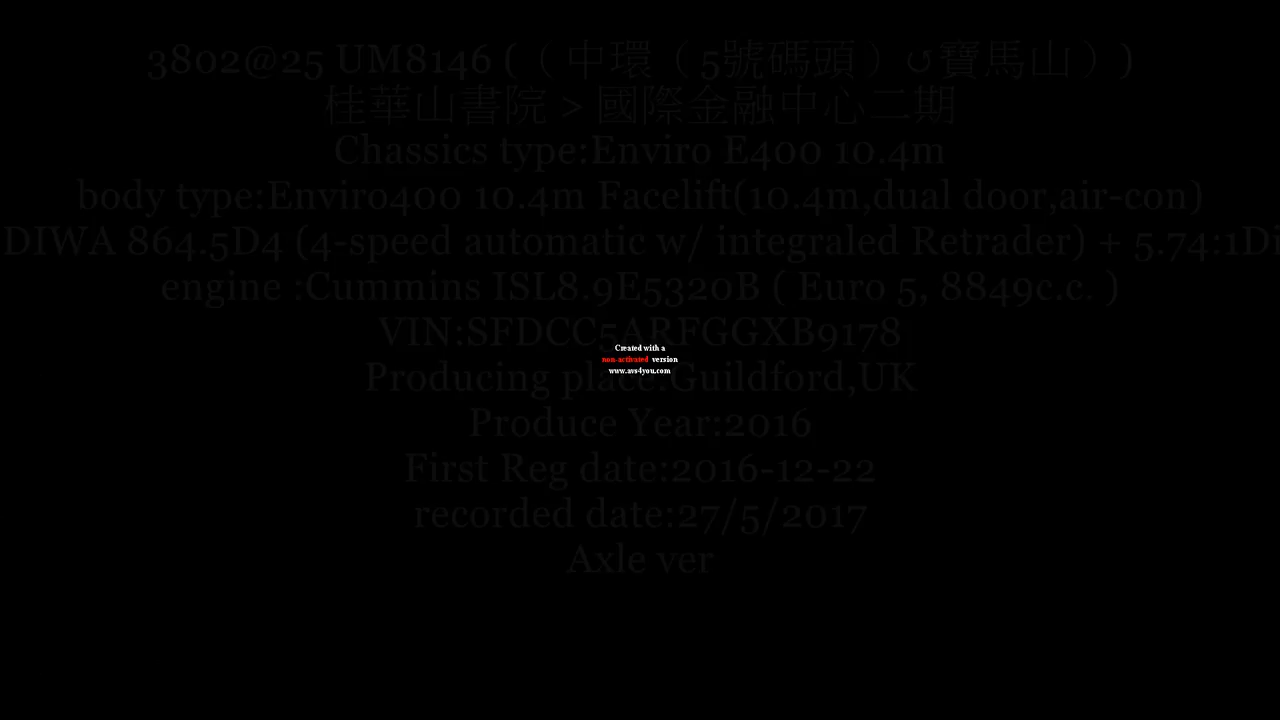 3802@25 UM8146 (（中環（5號碼頭）↺寶馬山）)
桂華山書院 > 國際金融中心二期
Chassics type:Enviro E400 10.4m
body type:Enviro400 10.4m Facelift(10.4m,dual door,air-con)
DIWA 864.5D4 (4-speed automatic w/ integraled Retrader) + 5.74:1Di
engine :Cummins ISL8.9E5320B ( Euro 5, 8849c.c. )
VIN:SFDCC5ARFGGXB9178
Created with a
non-activated version
www.avs4you.com
Producing place:Guildford,UK
Produce Year:2016
First Reg date:2016-12-22
recorded date:27/5/2017
Axle ver